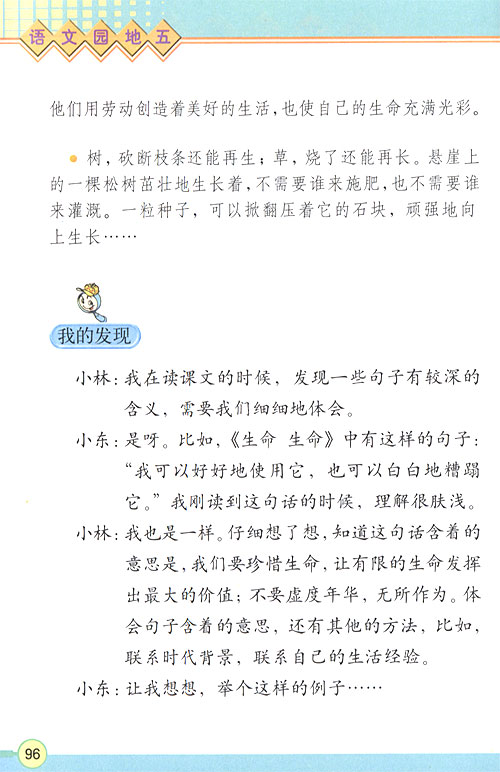 语文园地五
他们用劳动创造着美好的生活，也使自己的生命充满光彩。
● 树，砍断枝条还能再生；草，烧了还能再长。悬崖上
的一棵松树茁壮地生长着，不需要谁来施肥，也不需要谁
来灌溉。一粒种子，可以掀翻压着它的石块，顽强地向
上生长……
我的发现
小林：我在读课文的时候，发现一些句子有较深的
含义，需要我们细细地体会。
小东：是呀。比如，《生命 生命》中有这样的句子：
“我可以好好地使用它，也可以白白地糟蹋
它。”我刚读到这句话的时候，理解很肤浅。
小林：我也是一样。仔细想了想，知道这句话含着的
意思是，我们要珍惜生命，让有限的生命发挥
出最大的价值；不要虚度年华，无所作为。体
会句子含着的意思，还有其他的方法，比如，
联系时代背景，联系自己的生活经验。
小东：让我想想，举个这样的例子……
96